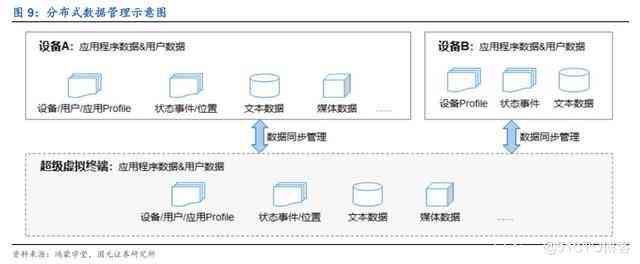 图 9：分布式数据管理示意图
设备A：应用程序数据&用户数据
设备/用户/应用Profile
状态事件/位置
文本数据
媒体数据
……
设备B：应用程序数据&用户数据
设备Profile
状态事件
文本数据
数据同步管理
数据同步管理
超级虚拟终端：应用程序数据&用户数据
设备/用户/应用Profile
状态事件/位置
文本数据
媒体数据
……
资料来源：鸿蒙学堂，国元证券研究所
@51CTO博客